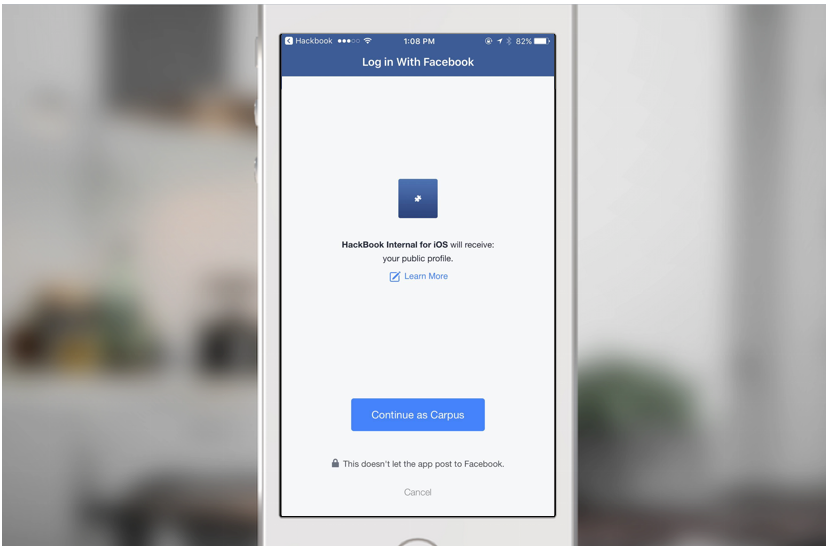 Hackbook 1:08 PM 82%
Log in With Facebook
HackBook Internal for iOS will receive:
your public profile.
Learn More
Continue as Carpus
This doesn't let the app post to Facebook.
Cancel